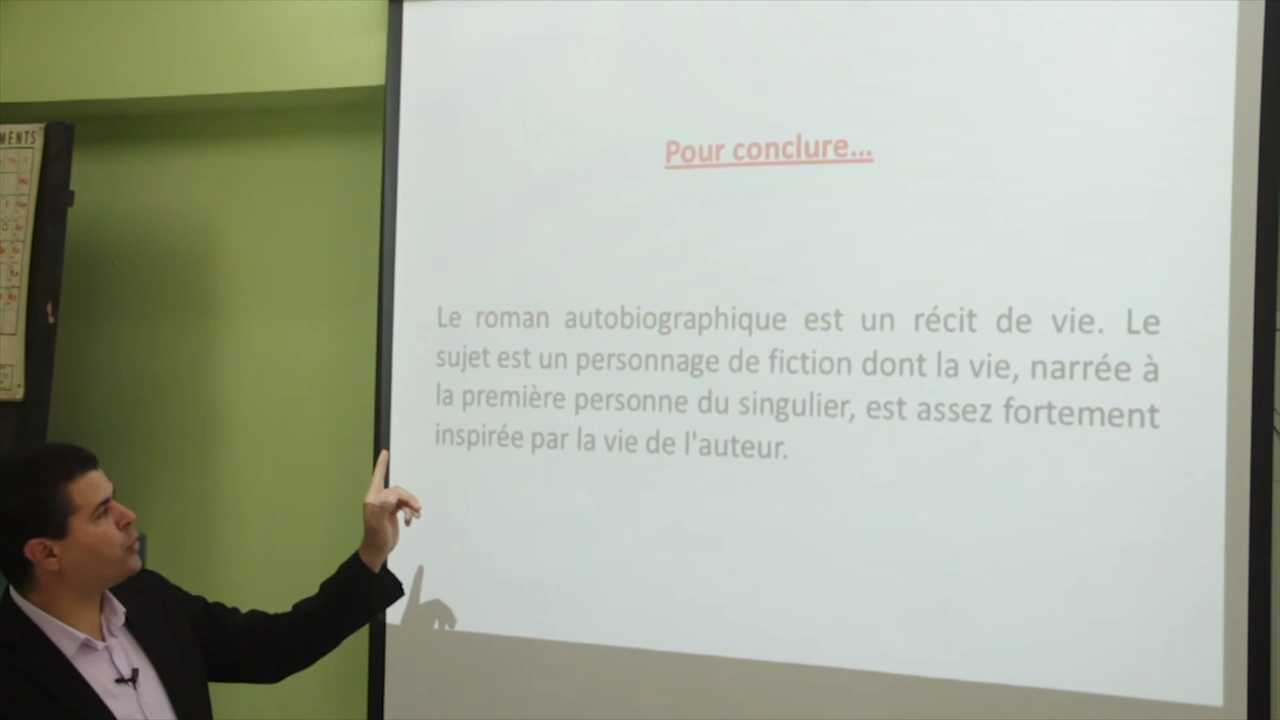 MENTS
Pour conclure...
Le roman autobiographique est un récit de vie. Le
sujet est un personnage de fiction dont la vie, narrée à
la première personne du singulier, est assez fortement
inspirée par la vie de l'auteur.